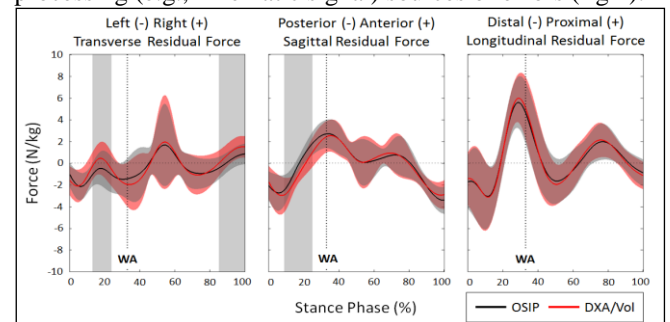 Left (-) Right (+)
Transverse Residual Force
Posterior (-) Anterior (+)
Sagittal Residual Force
Distal (-) Proximal (+)
Longitudinal Residual Force
Force (N/kg)
10
8
6
4
2
0
-2
-4
-6
-8
-10
WA
WA
WA
0 20 40 60 80 100
0 20 40 60 80 100
0 20 40 60 80 100
Stance Phase (%)
OSIP
DXA/Vol